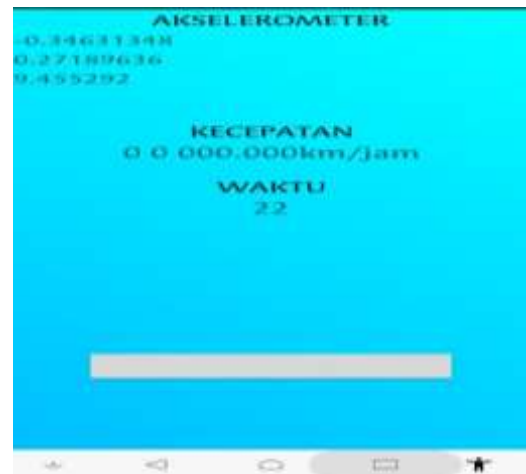 AKSELEROMETER
-0.34631348
0.27189636
9.455292
KECEPATAN
0 0 000.000km/jam
WAKTU
22